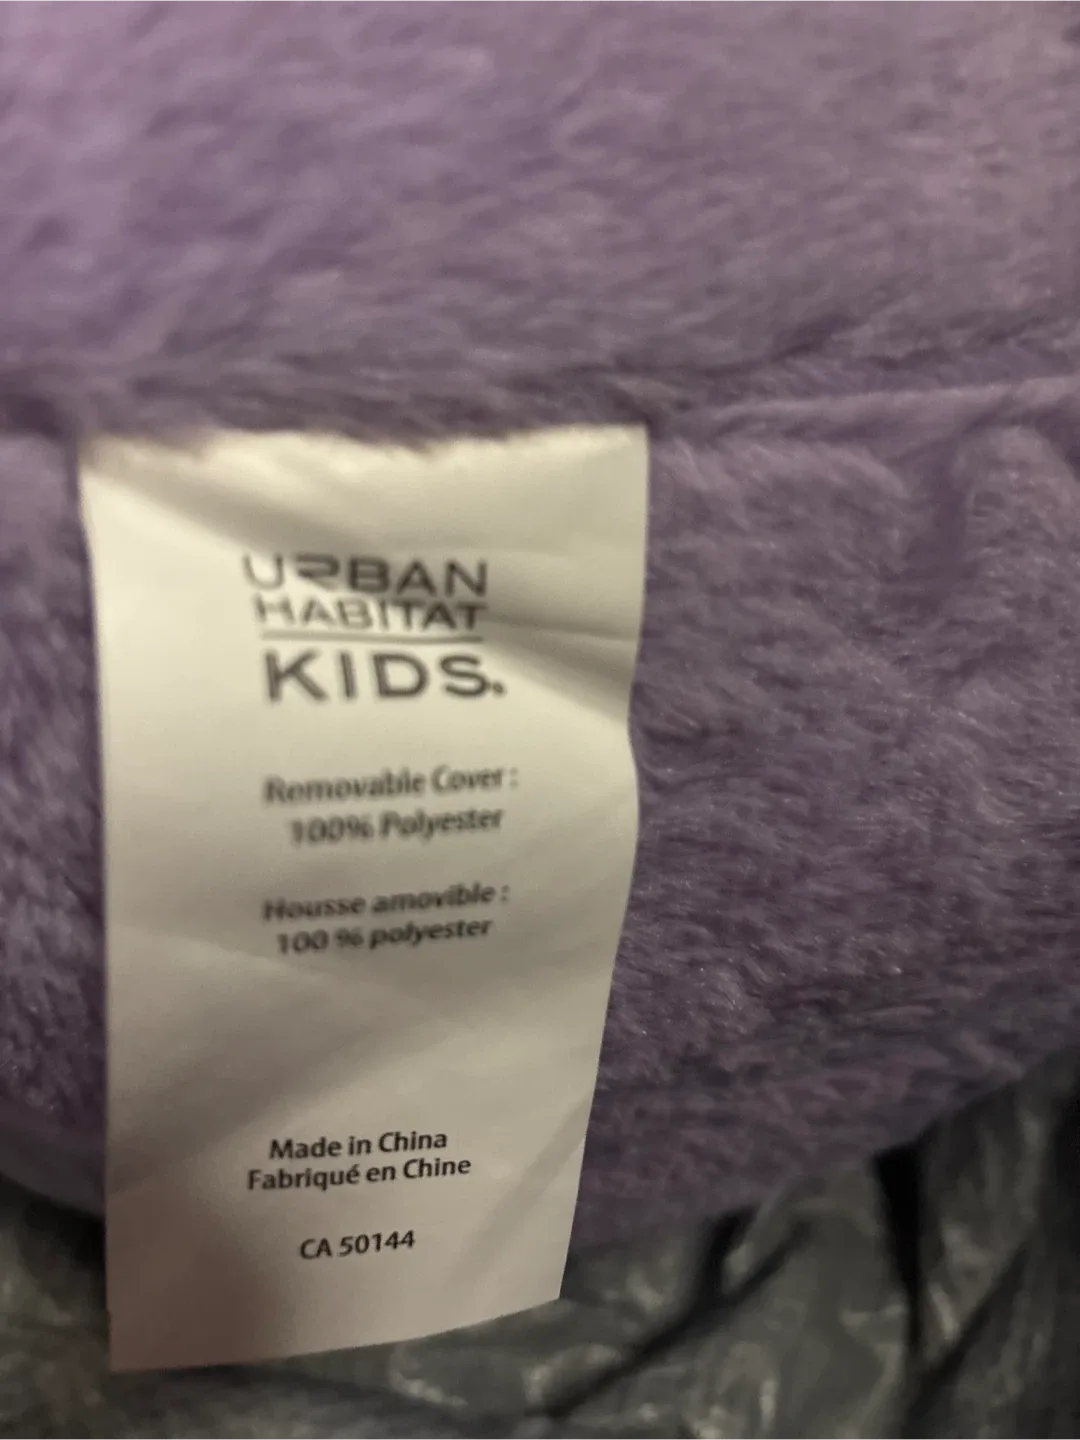 URBAN
HABITAT
KIDS.
Removable Cover :
100% Polyester
Housse amovible :
100 % polyester
Made in China
Fabriqué en Chine
CA 50144